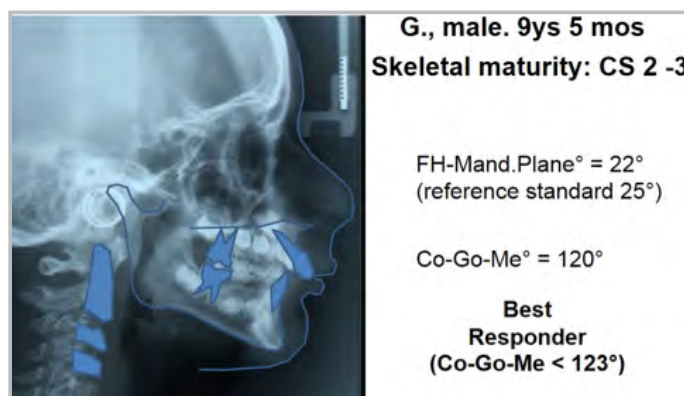 G., male. 9ys 5 mos
Skeletal maturity: CS 2 -3
FH-Mand.Plane° = 22°
(reference standard 25°)
Co-Go-Me° = 120°
Best
Responder
(Co-Go-Me < 123°)